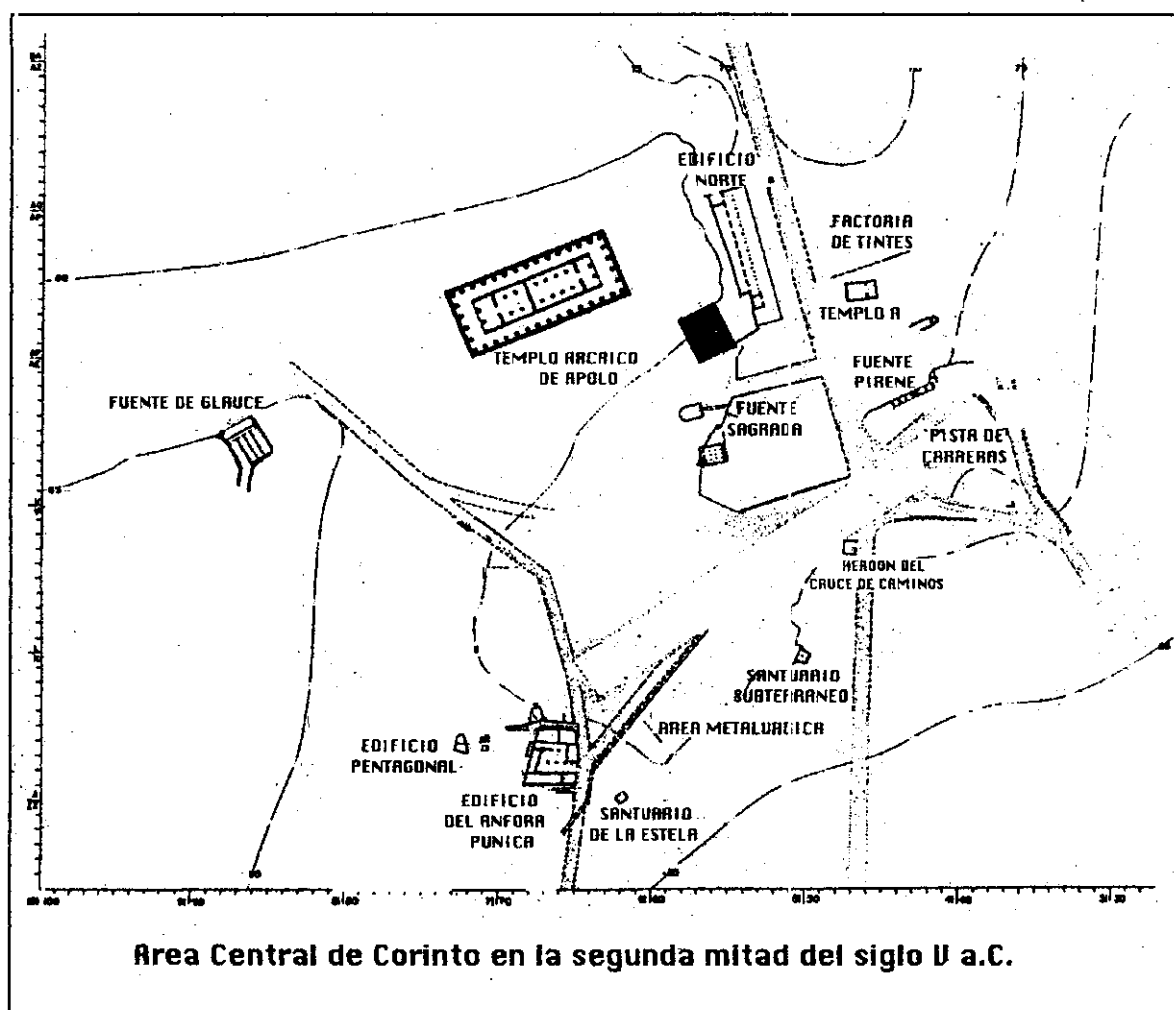 EDIFICIO
NORTE
FACTORIA
DE TINTES
TEMPLO A
TEMPLO ARCAICO
DE APOLO
FUENTE
PIRENE
FUENTE DE GLAUCE
FUENTE
SAGRADA
PISTA DE
CARRERAS
HEROON DEL
CRUCE DE CAMINOS
SANTUARIO
SUBTERRANEO
AREA METALURGICA
EDIFICIO
PENTAGONAL
EDIFICIO
DEL ANFORA
PUNICA
SANTUARIO
DE LA ESTELA
Area Central de Corinto en la segunda mitad del siglo V a.C.